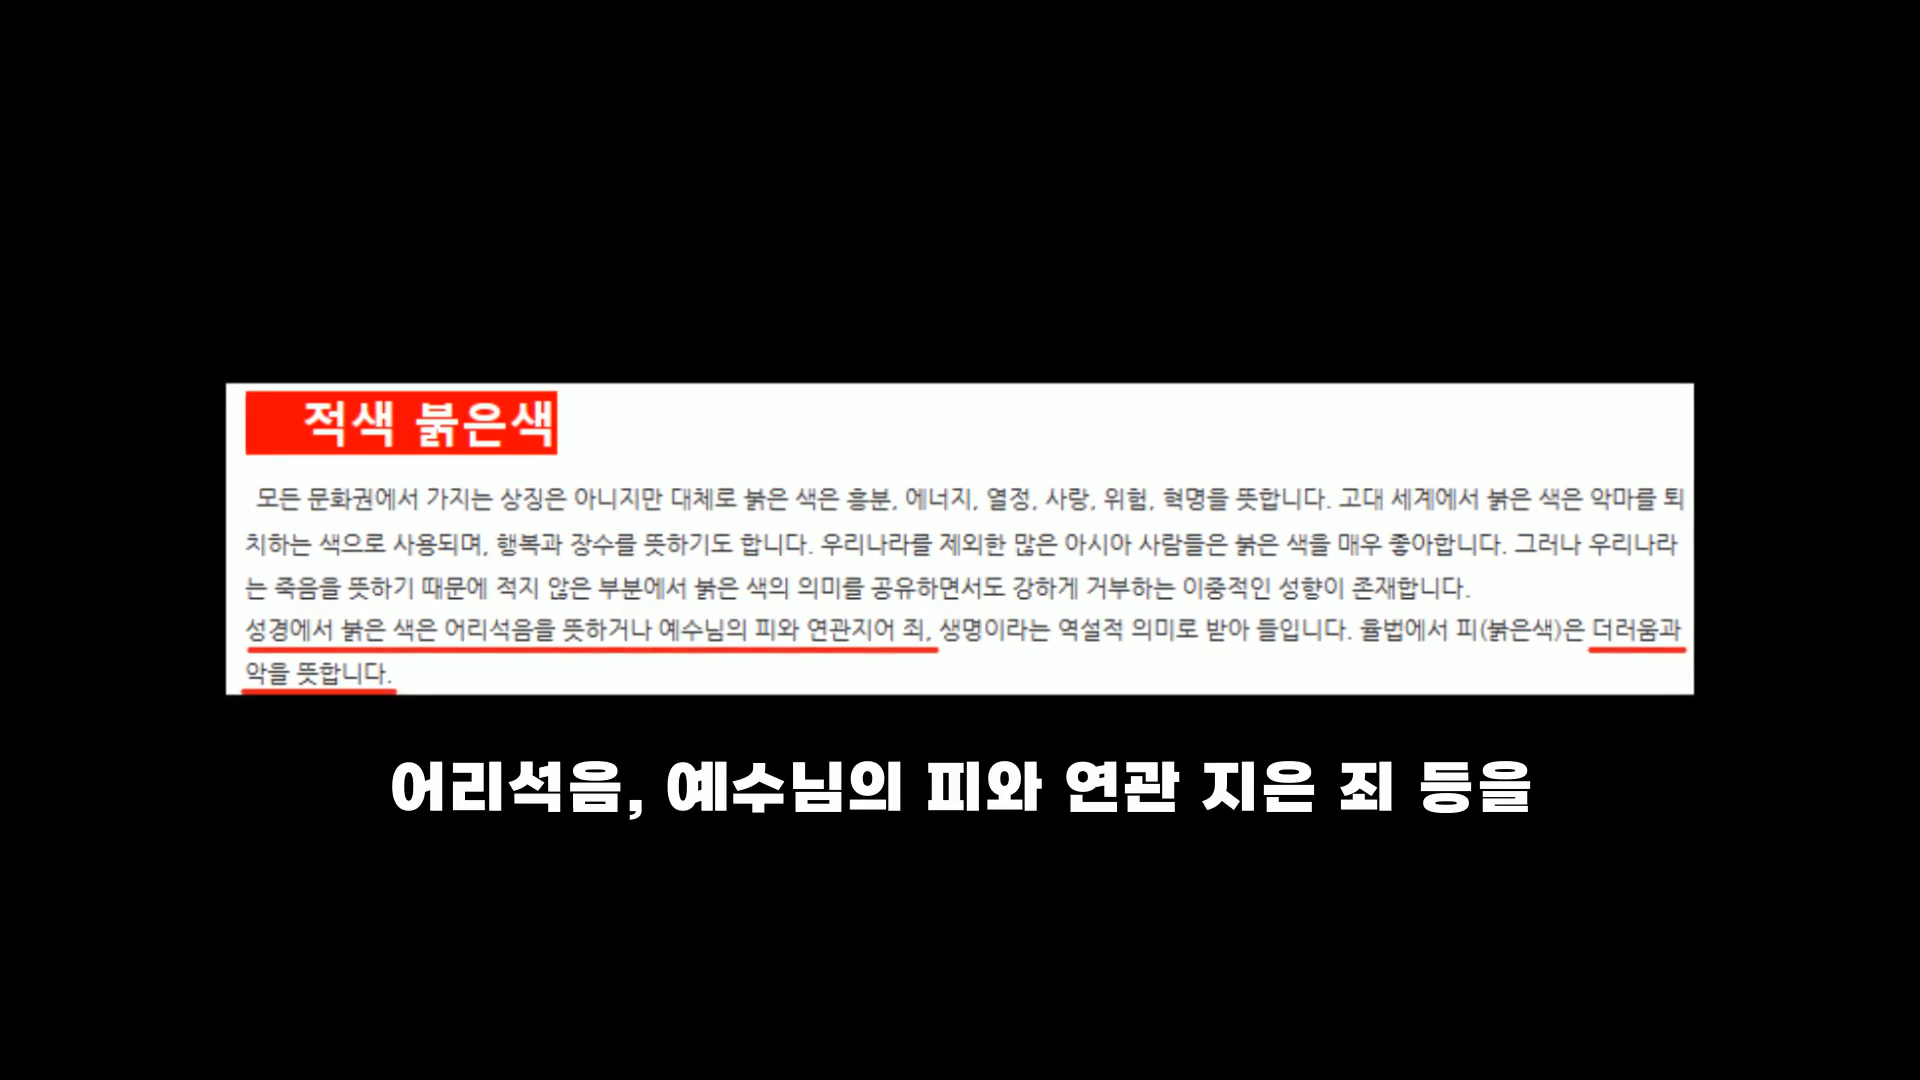 적색 붉은색
모든 문화권에서 가지는 상징은 아니지만 대체로 붉은 색은 흥분, 에너지, 열정, 사랑, 위험, 혁명을 뜻합니다. 고대 세계에서 붉은 색은 악마를 퇴
치하는 색으로 사용되며, 행복과 장수를 뜻하기도 합니다. 우리나라를 제외한 많은 아시아 사람들은 붉은 색을 매우 좋아합니다. 그러나 우리나라
는 죽음을 뜻하기 때문에 적지 않은 부분에서 붉은 색의 의미를 공유하면서도 강하게 거부하는 이중적인 성향이 존재합니다.
성경에서 붉은 색은 어리석음을 뜻하거나 예수님의 피와 연관지어 죄, 생명이라는 역설적 의미로 받아 들입니다. 율법에서 피(붉은색)은 더러움과
악을 뜻합니다.
어리석음, 예수님의 피와 연관 지은 죄 등을